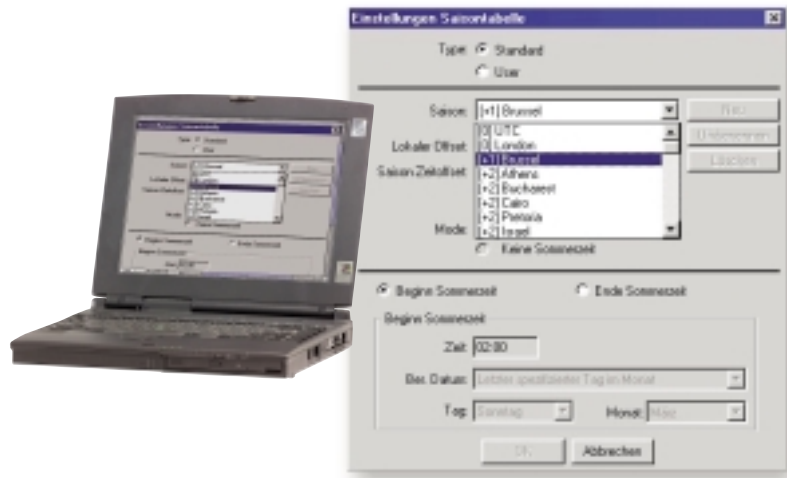 Einstellungen Saisontabelle
Type: Standard
User
Saison: [+1] Brussel
Neu
[0] UTC
Umbenennen
Lokaler Offset: [0] London
[+1] Brussel
Löschen
Saison Zeitoffset: [+2] Athens
[+2] Bucharest
[+2] Cairo
[+2] Pretoria
Mode: [+2] Israel
Keine Sommerzeit
Beginn Sommerzeit
Ende Sommerzeit
Beginn Sommerzeit
Zeit: 02:00
Ber. Datum: Letzter spezifizierter Tag im Monat
Tag: Sonntag
Monat: März
OK
Abbrechen